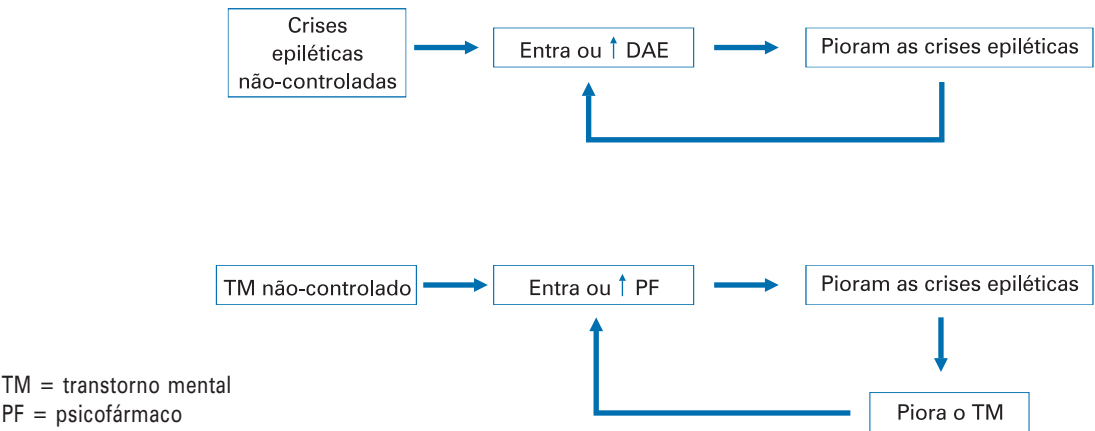 Crises
epiléticas
não-controladas
Entra ou ↑ DAE
Pioram as crises epiléticas
TM não-controlado
Entra ou ↑ PF
Pioram as crises epiléticas
Piora o TM
TM = transtorno mental
PF = psicofármaco